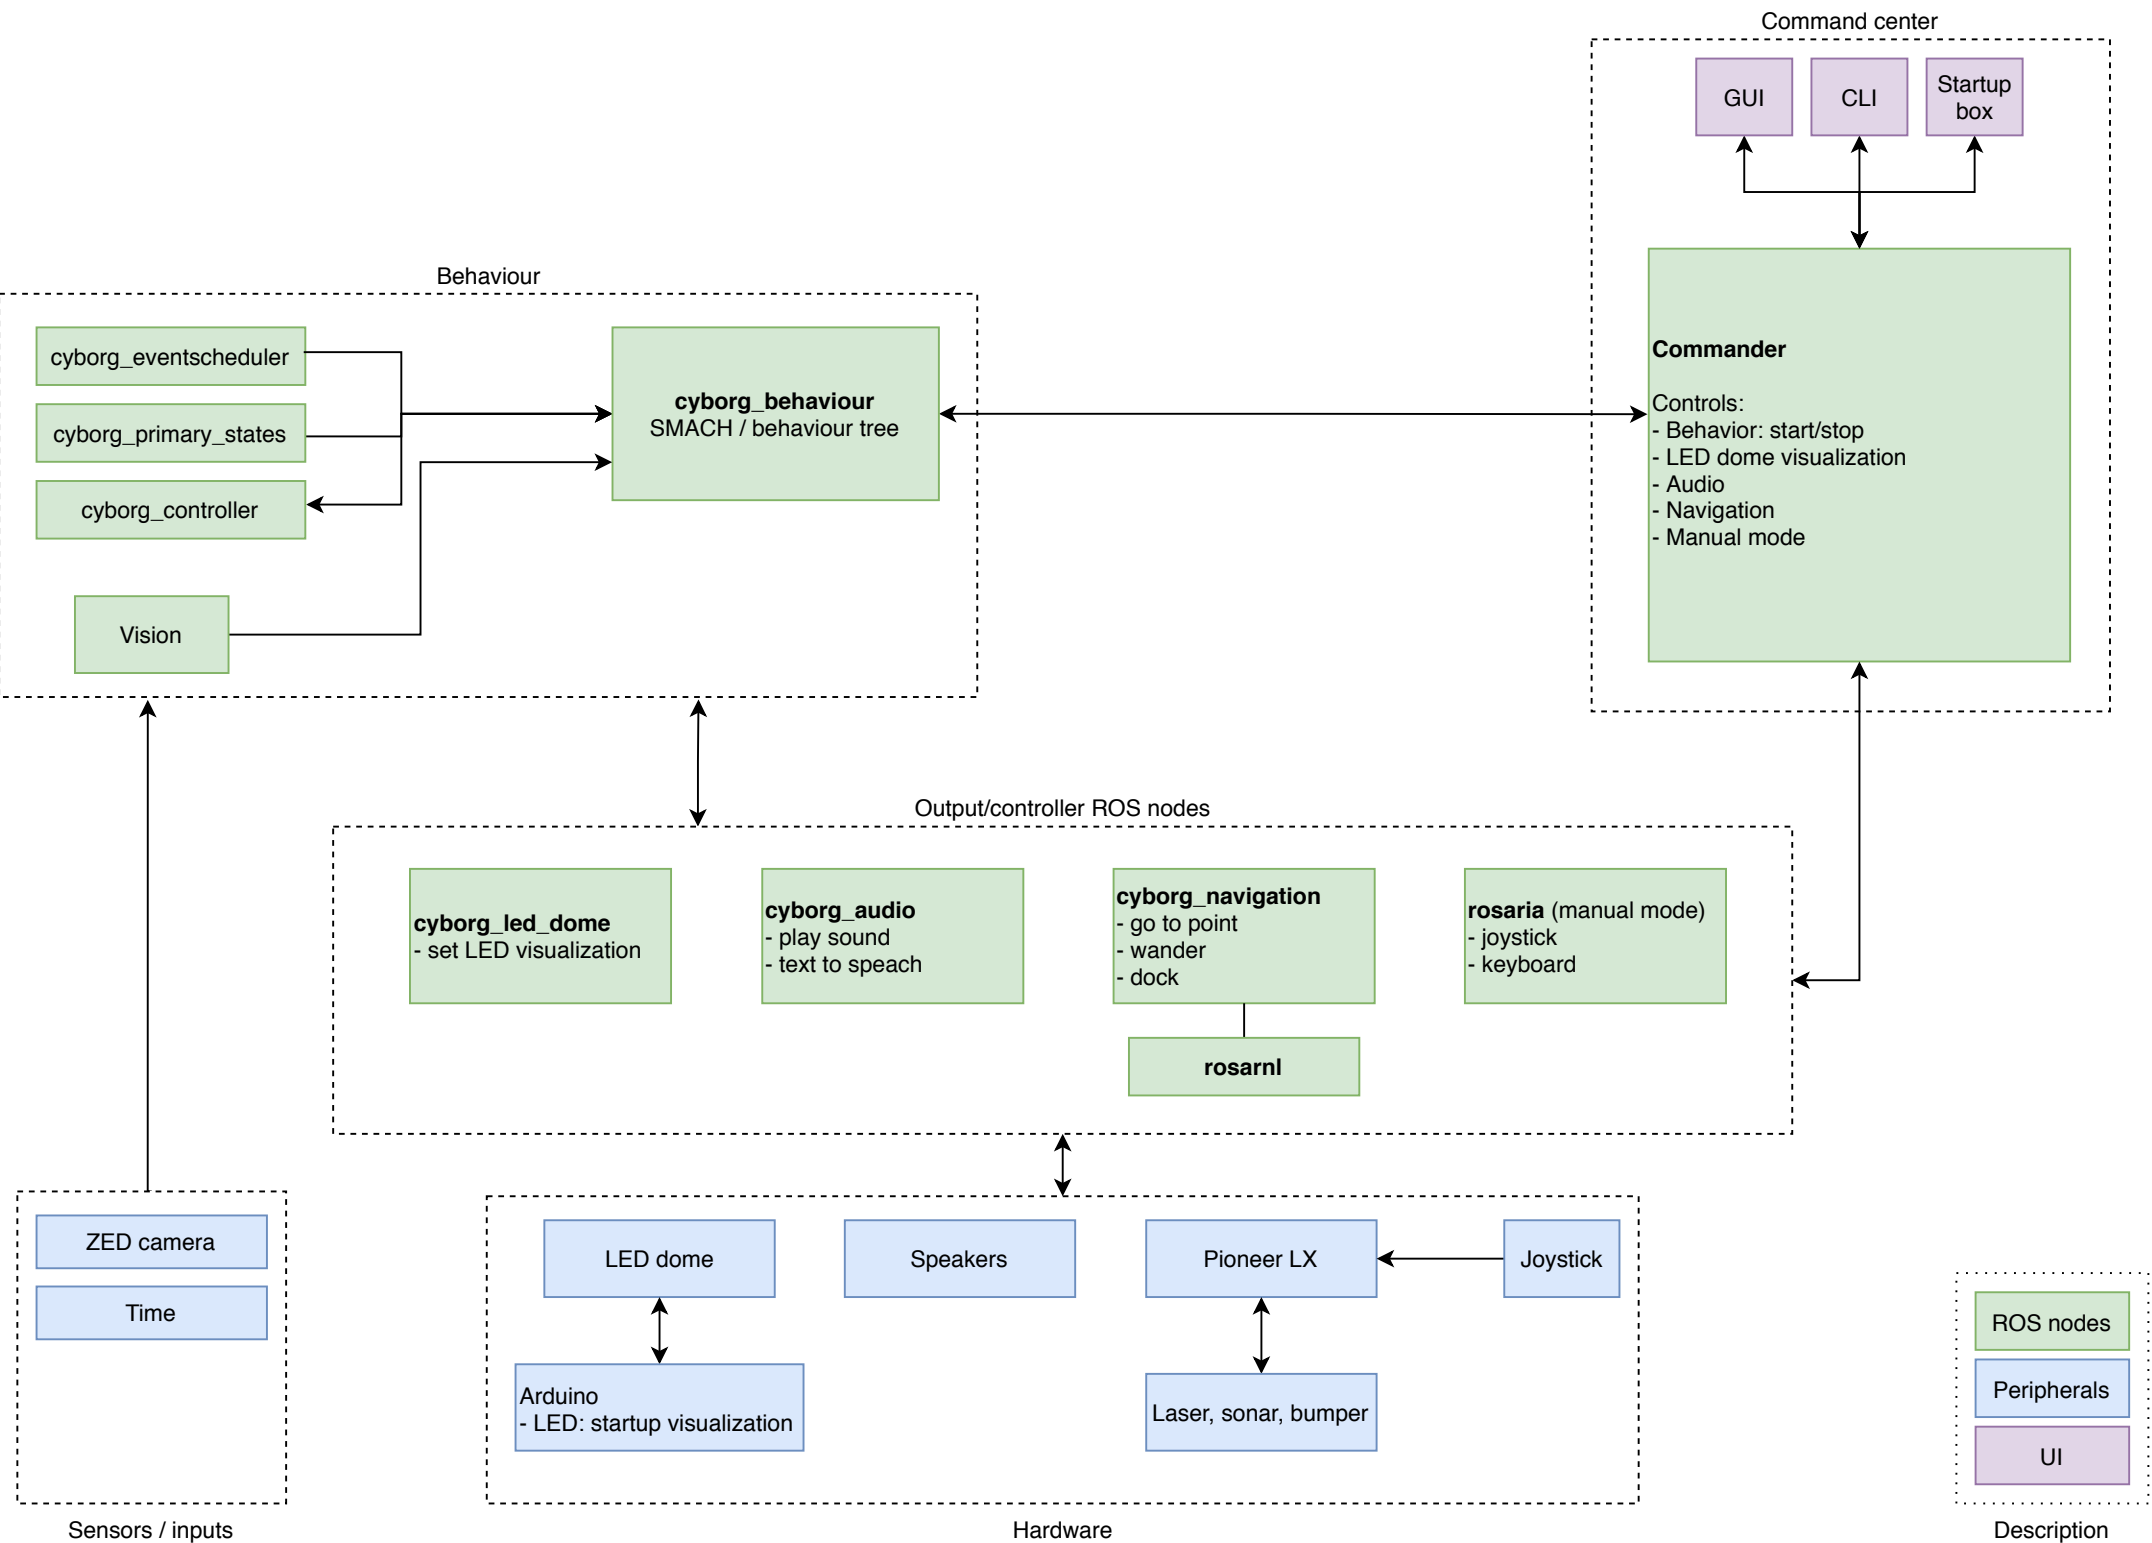 Command center
GUI
CLI
Startup
box
Commander
Controls:
- Behavior: start/stop
- LED dome visualization
- Audio
- Navigation
- Manual mode
Behaviour
cyborg_eventscheduler
cyborg_primary_states
cyborg_controller
Vision
cyborg_behaviour
SMACH / behaviour tree
Output/controller ROS nodes
cyborg_led_dome
- set LED visualization
cyborg_audio
- play sound
- text to speach
cyborg_navigation
- go to point
- wander
- dock
rosarnl
rosaria (manual mode)
- joystick
- keyboard
ZED camera
Time
Sensors / inputs
LED dome
Speakers
Pioneer LX
Joystick
Arduino
- LED: startup visualization
Laser, sonar, bumper
Hardware
ROS nodes
Peripherals
UI
Description